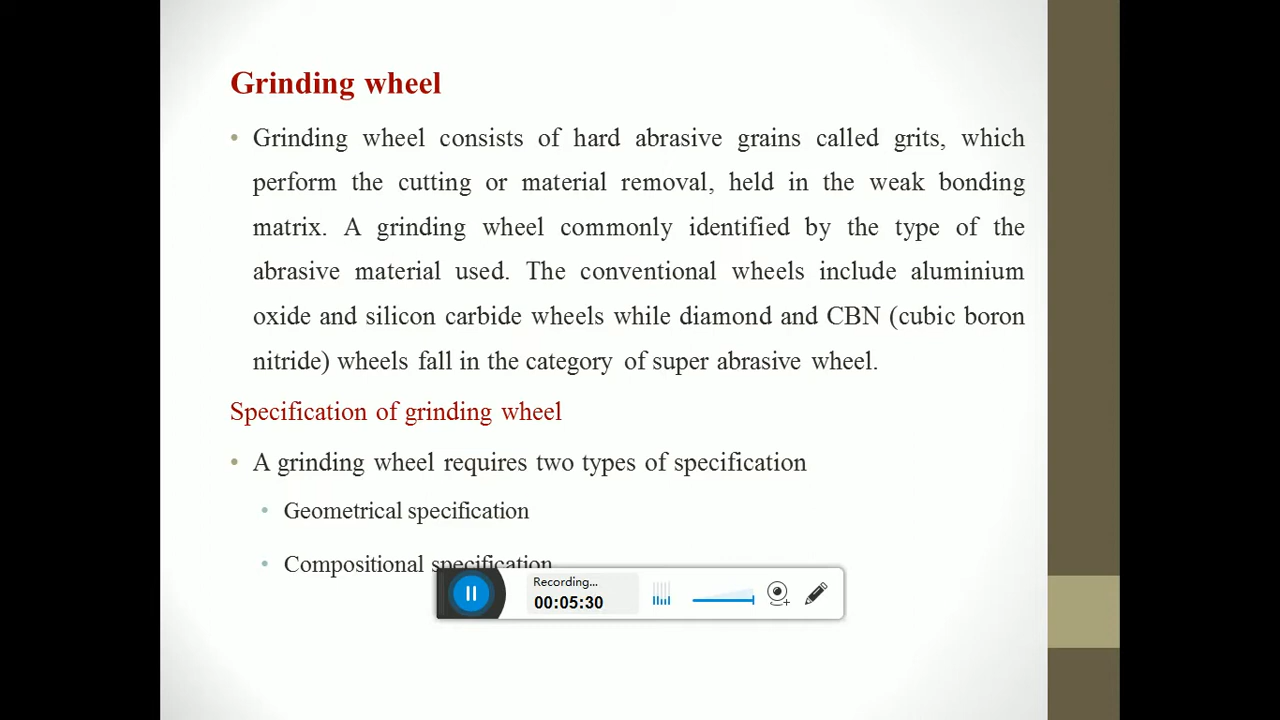 Grinding wheel
• Grinding wheel consists of hard abrasive grains called grits, which
perform the cutting or material removal, held in the weak bonding
matrix. A grinding wheel commonly identified by the type of the
abrasive material used. The conventional wheels include aluminium
oxide and silicon carbide wheels while diamond and CBN (cubic boron
nitride) wheels fall in the category of super abrasive wheel.
Specification of grinding wheel
• A grinding wheel requires two types of specification
• Geometrical specification
• Compositional specification
Recording...
00:05:30